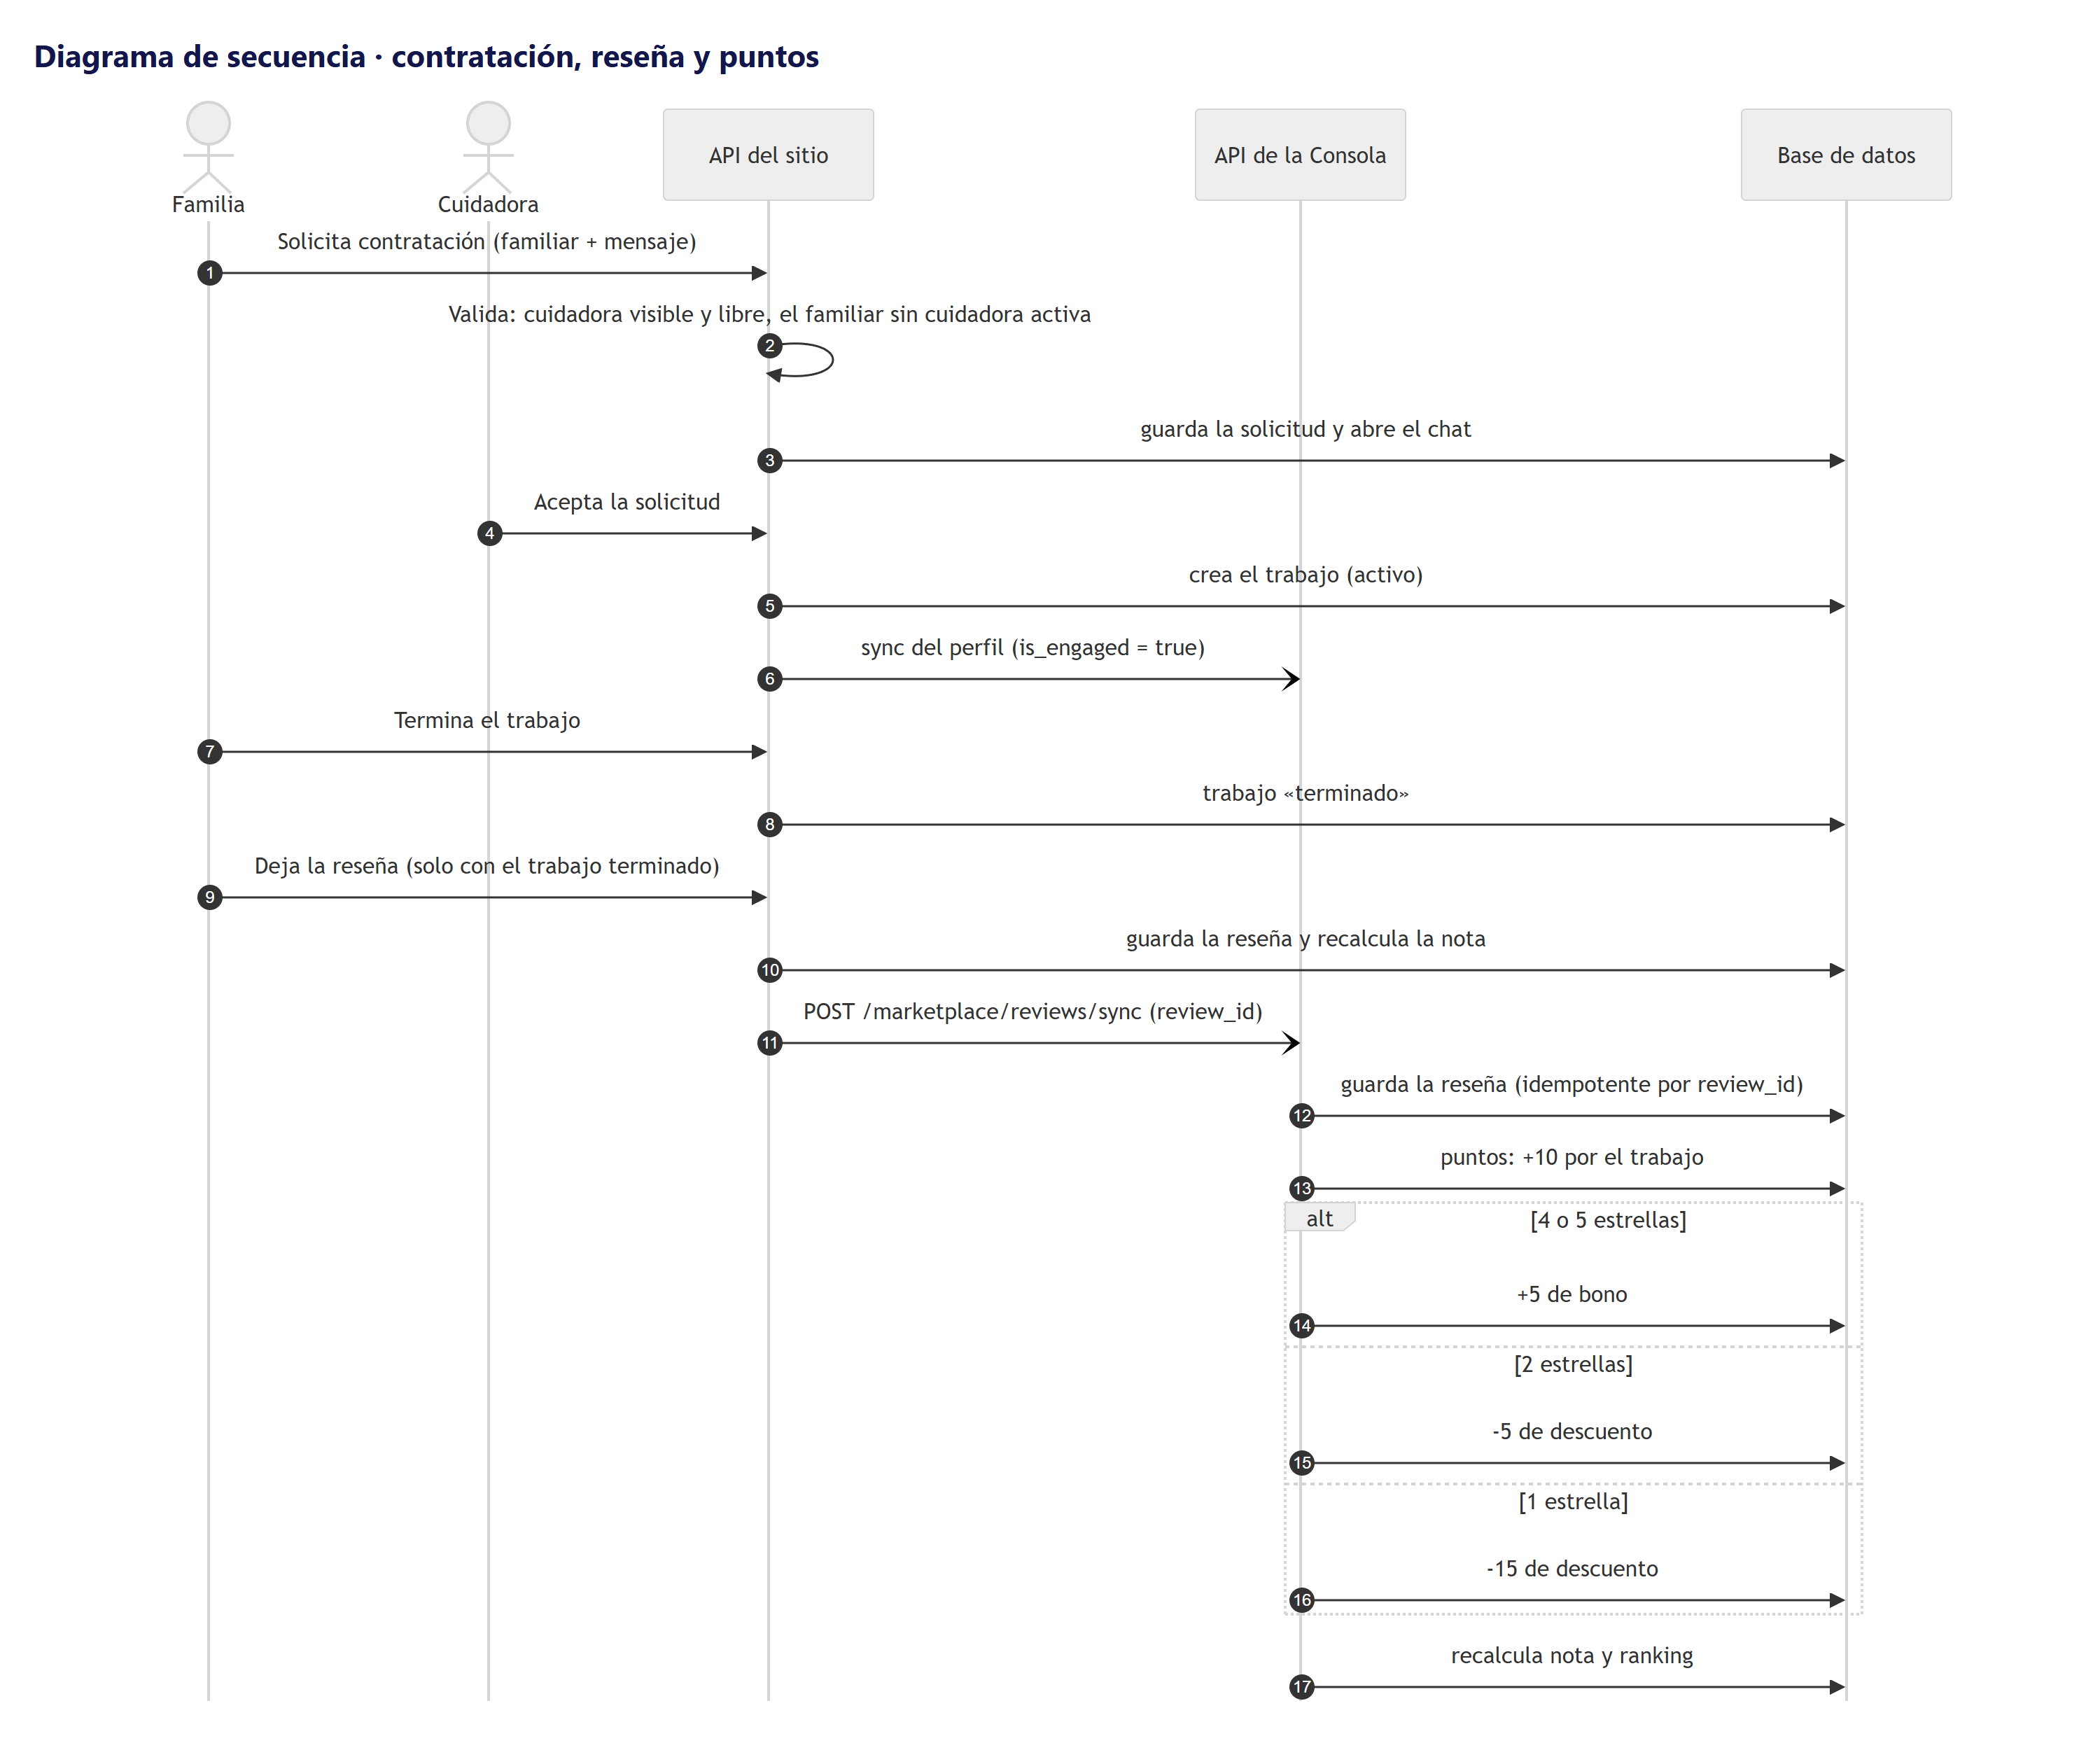 Diagrama de secuencia · contratación, reseña y puntos
Familia
Cuidadora
API del sitio
API de la Consola
Base de datos
Solicita contratación (familiar + mensaje)
1
Valida: cuidadora visible y libre, el familiar sin cuidadora activa
2
guarda la solicitud y abre el chat
3
Acepta la solicitud
4
crea el trabajo (activo)
5
sync del perfil (is_engaged = true)
6
Termina el trabajo
7
trabajo «terminado»
8
Deja la reseña (solo con el trabajo terminado)
9
guarda la reseña y recalcula la nota
10
POST /marketplace/reviews/sync (review_id)
11
guarda la reseña (idempotente por review_id)
12
puntos: +10 por el trabajo
13
alt
[4 o 5 estrellas]
+5 de bono
14
[2 estrellas]
-5 de descuento
15
[1 estrella]
-15 de descuento
16
recalcula nota y ranking
17